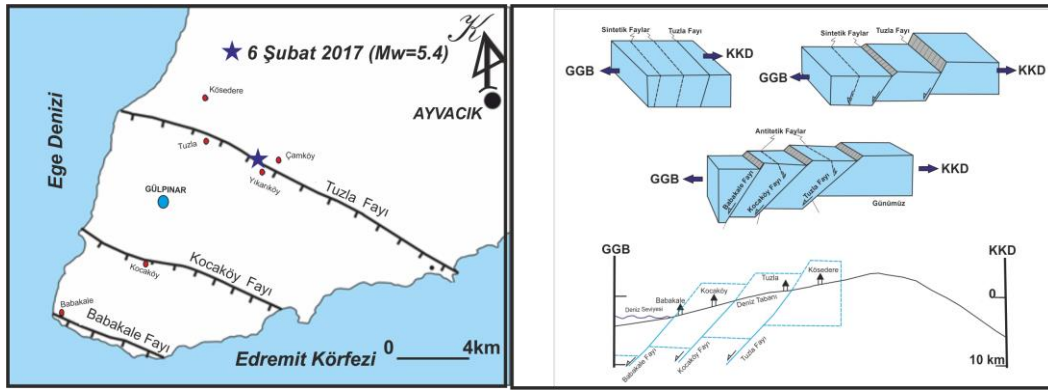 K
6 Şubat 2017 (Mw=5.4)
AYVACIK
Kösedere
Ege Denizi
Tuzla
Çamköy
Yıkanköy
Tuzla Fayı
GÜLPINAR
Kocaköy
Kocaköy Fayı
Babakale
Babakale Fayı
Edremit Körfezi
0 4km
Sintetik Faylar Tuzla Fayı
GGB KKD
Sintetik Faylar Tuzla Fayı
GGB KKD
Antitetik Faylar
GGB KKD
Babakale Fayı
Kocaköy Fayı
Tuzla Fayı
Günümüz
GGB KKD
Kösedere
Tuzla
Kocaköy
Babakale
Deniz Seviyesi
Deniz Tabanı
0
Babakale Fayı
Kocaköy Fayı
Tuzla Fayı
10 km